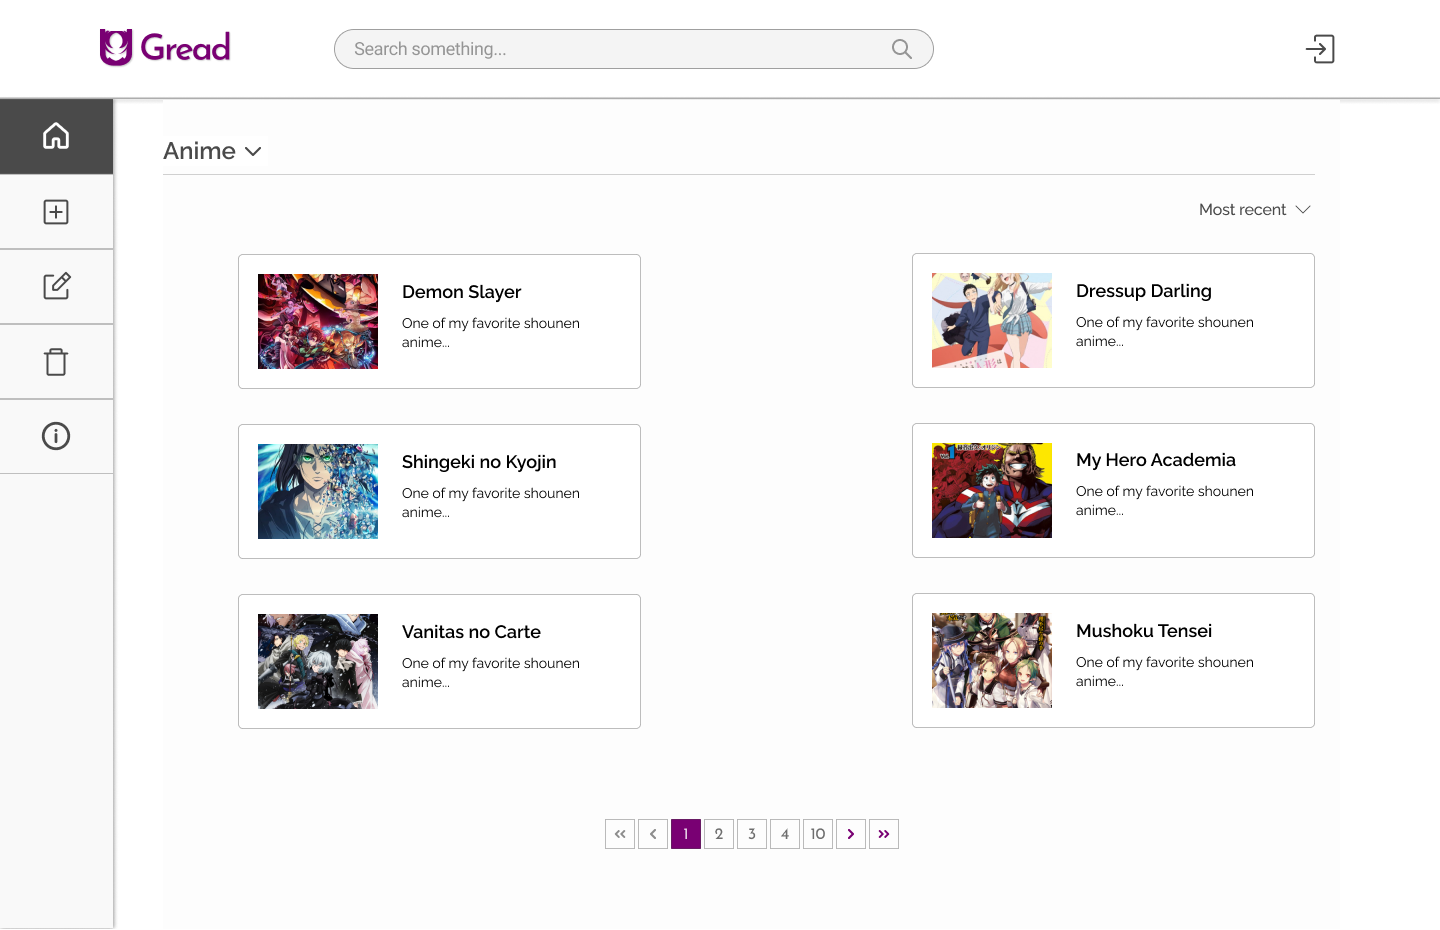 Gread
Search something...
Anime
Most recent
Demon Slayer
One of my favorite shounen
anime...
Dressup Darling
One of my favorite shounen
anime...
Shingeki no Kyojin
One of my favorite shounen
anime...
My Hero Academia
One of my favorite shounen
anime...
Vanitas no Carte
One of my favorite shounen
anime...
Mushoku Tensei
One of my favorite shounen
anime...
« ‹ 1 2 3 4 10 › »